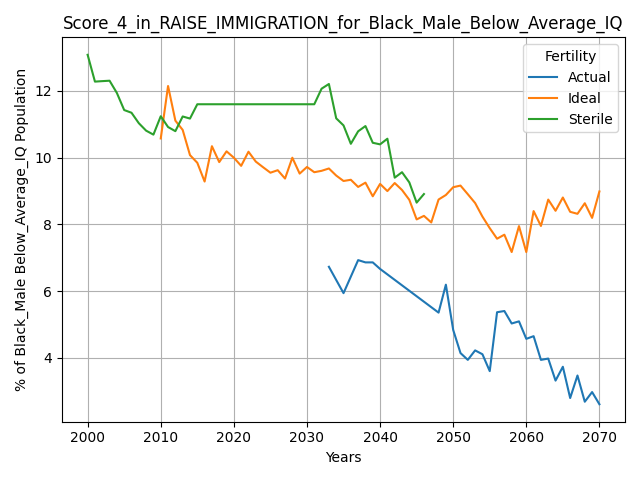 Score_4_in_RAISE_IMMIGRATION_for_Black_Male_Below_Average_IQ
Fertility
Actual
Ideal
Sterile
% of Black_Male Below_Average_IQ Population
12
10
8
6
4
2000 2010 2020 2030 2040 2050 2060 2070
Years